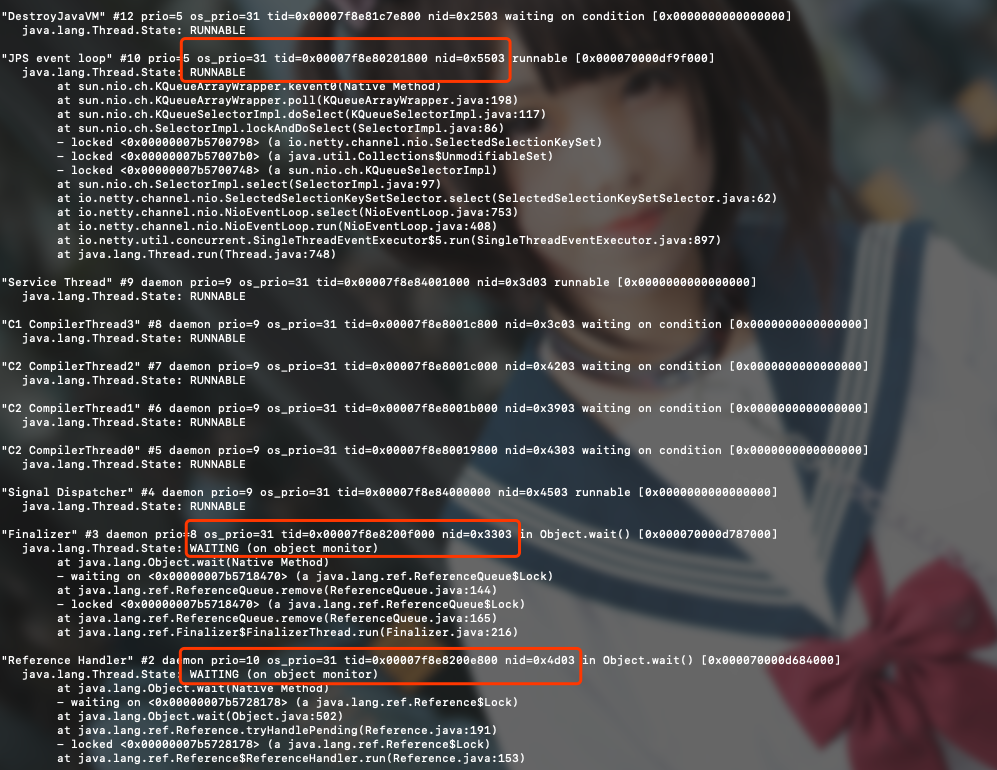 "DestroyJavaVM" #12 prio=5 os_prio=31 tid=0x00007f8e81c7e800 nid=0x2503 waiting on condition [0x0000000000000000]
java.lang.Thread.State: RUNNABLE
"JPS event loop" #10 prio=5 os_prio=31 tid=0x00007f8e80201800 nid=0x5503 runnable [0x000070000df9f000]
java.lang.Thread.State: RUNNABLE
at sun.nio.ch.KQueueArrayWrapper.kevent0(Native Method)
at sun.nio.ch.KQueueArrayWrapper.poll(KQueueArrayWrapper.java:198)
at sun.nio.ch.KQueueSelectorImpl.doSelect(KQueueSelectorImpl.java:117)
at sun.nio.ch.SelectorImpl.lockAndDoSelect(SelectorImpl.java:86)
- locked <0x00000007b5700798> (a io.netty.channel.nio.SelectedSelectionKeySet)
- locked <0x00000007b57007b0> (a java.util.Collections$UnmodifiableSet)
- locked <0x00000007b5700748> (a sun.nio.ch.KQueueSelectorImpl)
at sun.nio.ch.SelectorImpl.select(SelectorImpl.java:97)
at io.netty.channel.nio.SelectedSelectionKeySetSelector.select(SelectedSelectionKeySetSelector.java:62)
at io.netty.channel.nio.NioEventLoop.select(NioEventLoop.java:753)
at io.netty.channel.nio.NioEventLoop.run(NioEventLoop.java:408)
at io.netty.util.concurrent.SingleThreadEventExecutor$5.run(SingleThreadEventExecutor.java:897)
at java.lang.Thread.run(Thread.java:748)
"Service Thread" #9 daemon prio=9 os_prio=31 tid=0x00007f8e84001000 nid=0x3d03 runnable [0x0000000000000000]
java.lang.Thread.State: RUNNABLE
"C1 CompilerThread3" #8 daemon prio=9 os_prio=31 tid=0x00007f8e8001c800 nid=0x3c03 waiting on condition [0x0000000000000000]
java.lang.Thread.State: RUNNABLE
"C2 CompilerThread2" #7 daemon prio=9 os_prio=31 tid=0x00007f8e8001c000 nid=0x4203 waiting on condition [0x0000000000000000]
java.lang.Thread.State: RUNNABLE
"C2 CompilerThread1" #6 daemon prio=9 os_prio=31 tid=0x00007f8e8001b000 nid=0x3903 waiting on condition [0x0000000000000000]
java.lang.Thread.State: RUNNABLE
"C2 CompilerThread0" #5 daemon prio=9 os_prio=31 tid=0x00007f8e80019800 nid=0x4303 waiting on condition [0x0000000000000000]
java.lang.Thread.State: RUNNABLE
"Signal Dispatcher" #4 daemon prio=9 os_prio=31 tid=0x00007f8e84000000 nid=0x4503 runnable [0x0000000000000000]
java.lang.Thread.State: RUNNABLE
"Finalizer" #3 daemon prio=8 os_prio=31 tid=0x00007f8e8200f000 nid=0x3303 in Object.wait() [0x000070000d787000]
java.lang.Thread.State: WAITING (on object monitor)
at java.lang.Object.wait(Native Method)
- waiting on <0x00000007b5718470> (a java.lang.ref.ReferenceQueue$Lock)
at java.lang.ref.ReferenceQueue.remove(ReferenceQueue.java:144)
- locked <0x00000007b5718470> (a java.lang.ref.ReferenceQueue$Lock)
at java.lang.ref.ReferenceQueue.remove(ReferenceQueue.java:165)
at java.lang.ref.Finalizer$FinalizerThread.run(Finalizer.java:216)
"Reference Handler" #2 daemon prio=10 os_prio=31 tid=0x00007f8e8200e800 nid=0x4d03 in Object.wait() [0x000070000d684000]
java.lang.Thread.State: WAITING (on object monitor)
at java.lang.Object.wait(Native Method)
- waiting on <0x00000007b5728178> (a java.lang.ref.Reference$Lock)
at java.lang.Object.wait(Object.java:502)
at java.lang.ref.Reference.tryHandlePending(Reference.java:191)
- locked <0x00000007b5728178> (a java.lang.ref.Reference$Lock)
at java.lang.ref.Reference$ReferenceHandler.run(Reference.java:153)